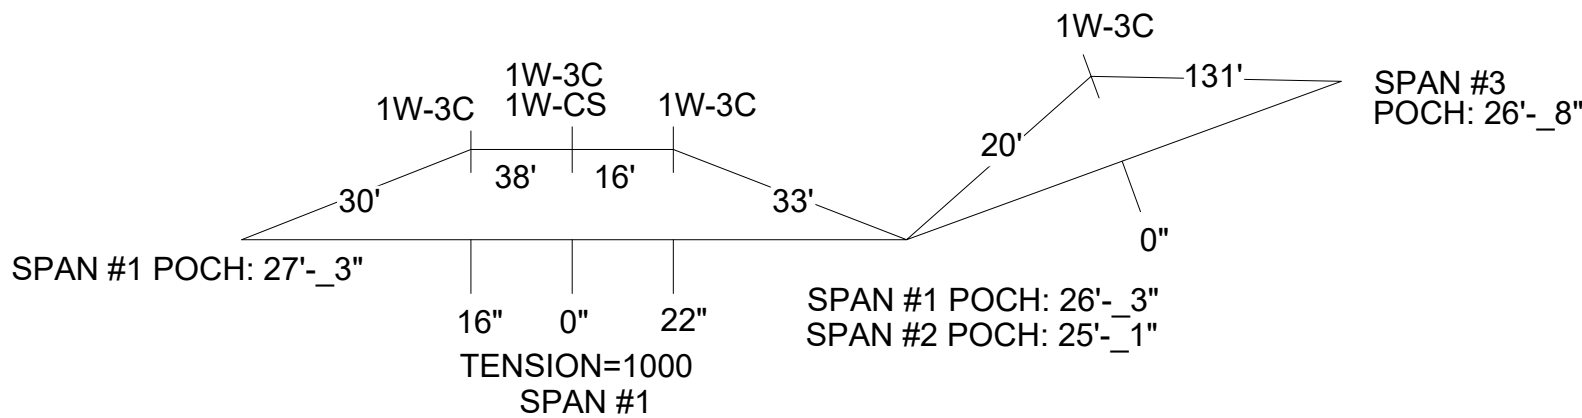 1W-3C
1W-3C
1W-CS
1W-3C
1W-3C
131'
SPAN #3
POCH: 26'-_8"
20'
38'
16'
30'
33'
0"
SPAN #1 POCH: 27'-_3"
16"
0"
22"
SPAN #1 POCH: 26'-_3"
SPAN #2 POCH: 25'-_1"
TENSION=1000
SPAN #1